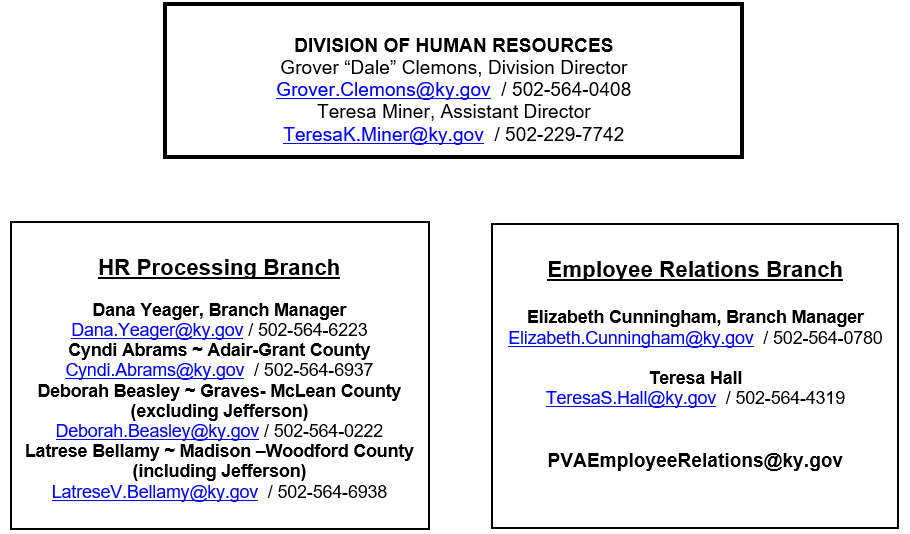 DIVISION OF HUMAN RESOURCES
Grover “Dale” Clemons, Division Director
Grover.Clemons@ky.gov / 502-564-0408
Teresa Miner, Assistant Director
TeresaK.Miner@ky.gov / 502-229-7742
HR Processing Branch
Dana Yeager, Branch Manager
Dana.Yeager@ky.gov / 502-564-6223
Cyndi Abrams ~ Adair-Grant County
Cyndi.Abrams@ky.gov / 502-564-6937
Deborah Beasley ~ Graves- McLean County
(excluding Jefferson)
Deborah.Beasley@ky.gov / 502-564-0222
Latrese Bellamy ~ Madison –Woodford County
(including Jefferson)
LatreseV.Bellamy@ky.gov / 502-564-6938
Employee Relations Branch
Elizabeth Cunningham, Branch Manager
Elizabeth.Cunningham@ky.gov / 502-564-0780
Teresa Hall
TeresaS.Hall@ky.gov / 502-564-4319
PVAEmployeeRelations@ky.gov